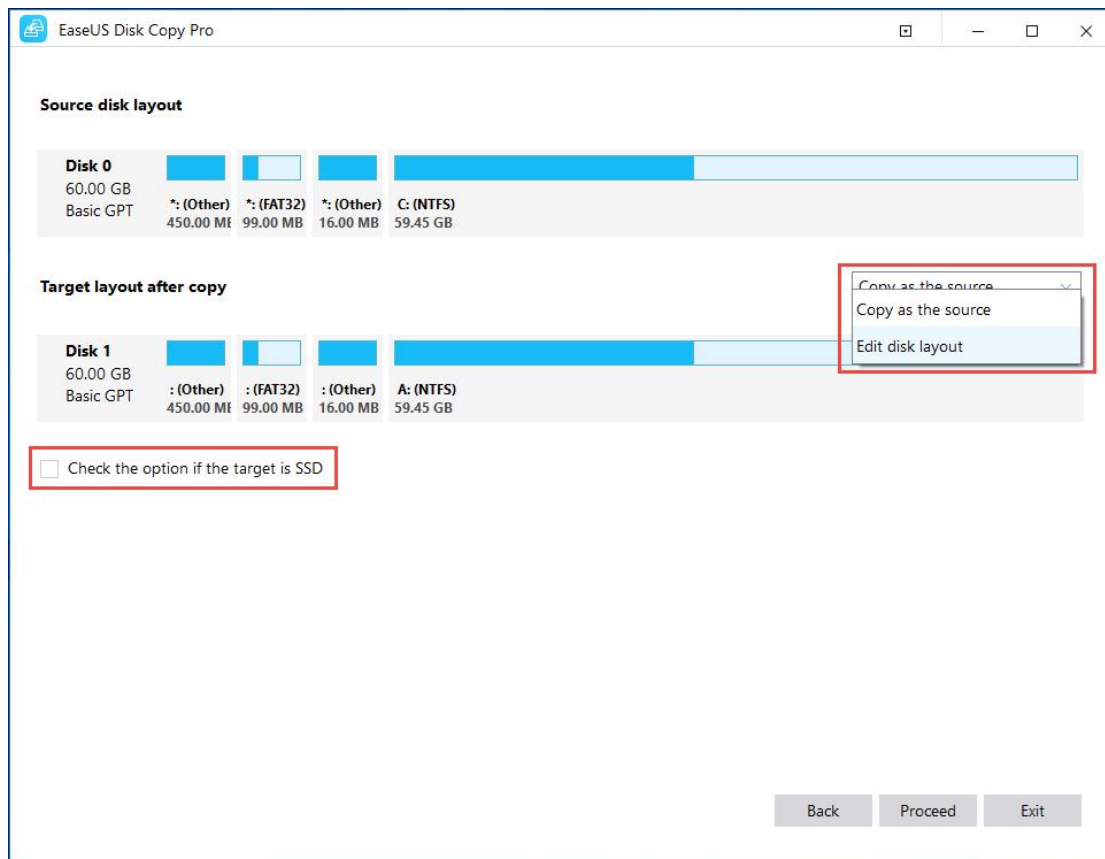 EaseUS Disk Copy Pro
Source disk layout
Disk 0
60.00 GB
Basic GPT
*: (Other) *: (FAT32) *: (Other) C: (NTFS)
450.00 ME 99.00 MB 16.00 MB 59.45 GB
Target layout after copy
Copy as the source
Copy as the source
Edit disk layout
Disk 1
60.00 GB
Basic GPT
: (Other) : (FAT32) : (Other) A: (NTFS)
450.00 ME 99.00 MB 16.00 MB 59.45 GB
Check the option if the target is SSD
Back Proceed Exit